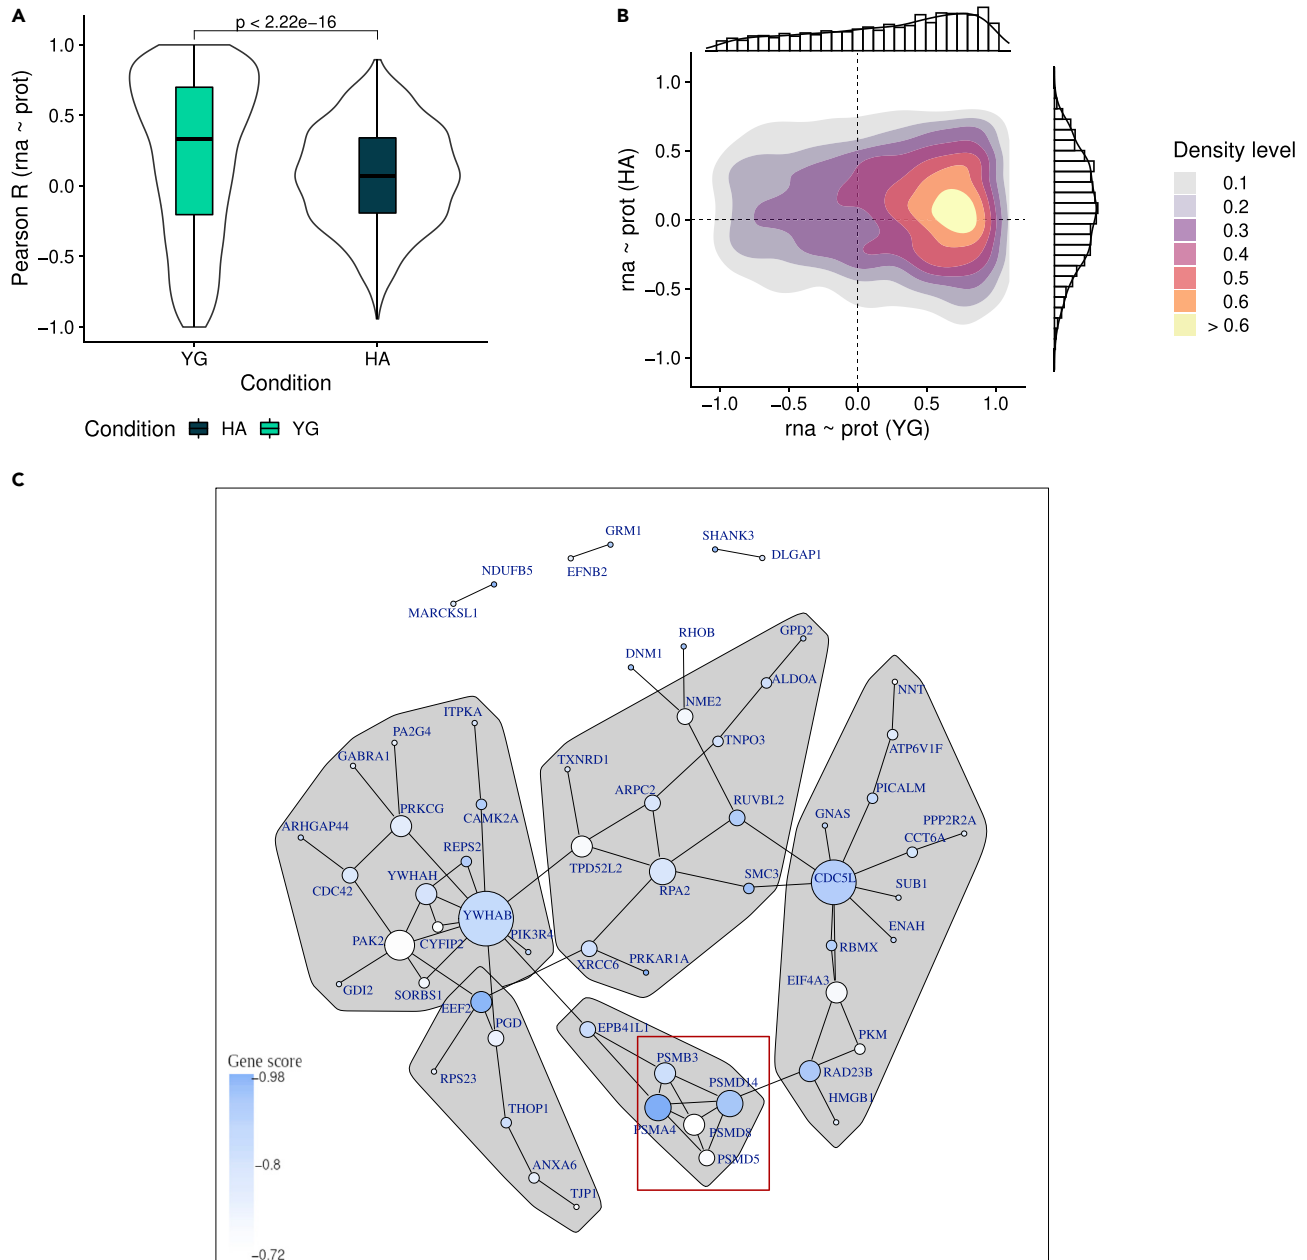 A
p < 2.22e−16
1.0
0.5
0.0
−0.5
−1.0
Pearson R (rna ~ prot)
YG
HA
Condition
Condition
HA
YG
B
1.0
0.5
0.0
−0.5
−1.0
rna ~ prot (HA)
−1.0
−0.5
0.0
0.5
1.0
rna ~ prot (YG)
Density level
0.1
0.2
0.3
0.4
0.5
0.6
> 0.6
C
GRM1
EFNB2
SHANK3
DLGAP1
NDUFB5
MARCKSL1
RHOB
GPD2
DNM1
ALDOA
NME2
NNT
ITPKA
PA2G4
TNPO3
ATP6V1F
GABRA1
TXNRD1
ARPC2
RUVBL2
PICALM
PRKCG
CAMK2A
GNAS
PPP2R2A
ARHGAP44
CCT6A
REPS2
TPD52L2
CDC42
YWHAH
RPA2
SMC3
CDC5L
SUB1
YWHAB
ENAH
PAK2
CYFIP2
PIK3R4
RBMX
XRCC6
PRKAR1A
GDI2
SORBS1
EIF4A3
EEF2
PGD
EPB41L1
PKM
RPS23
PSMB3
PSMD14
RAD23B
HMGB1
THOP1
PSMA4
PSMD8
PSMD5
ANXA6
TJP1
Gene score
−0.98
−0.8
−0.72